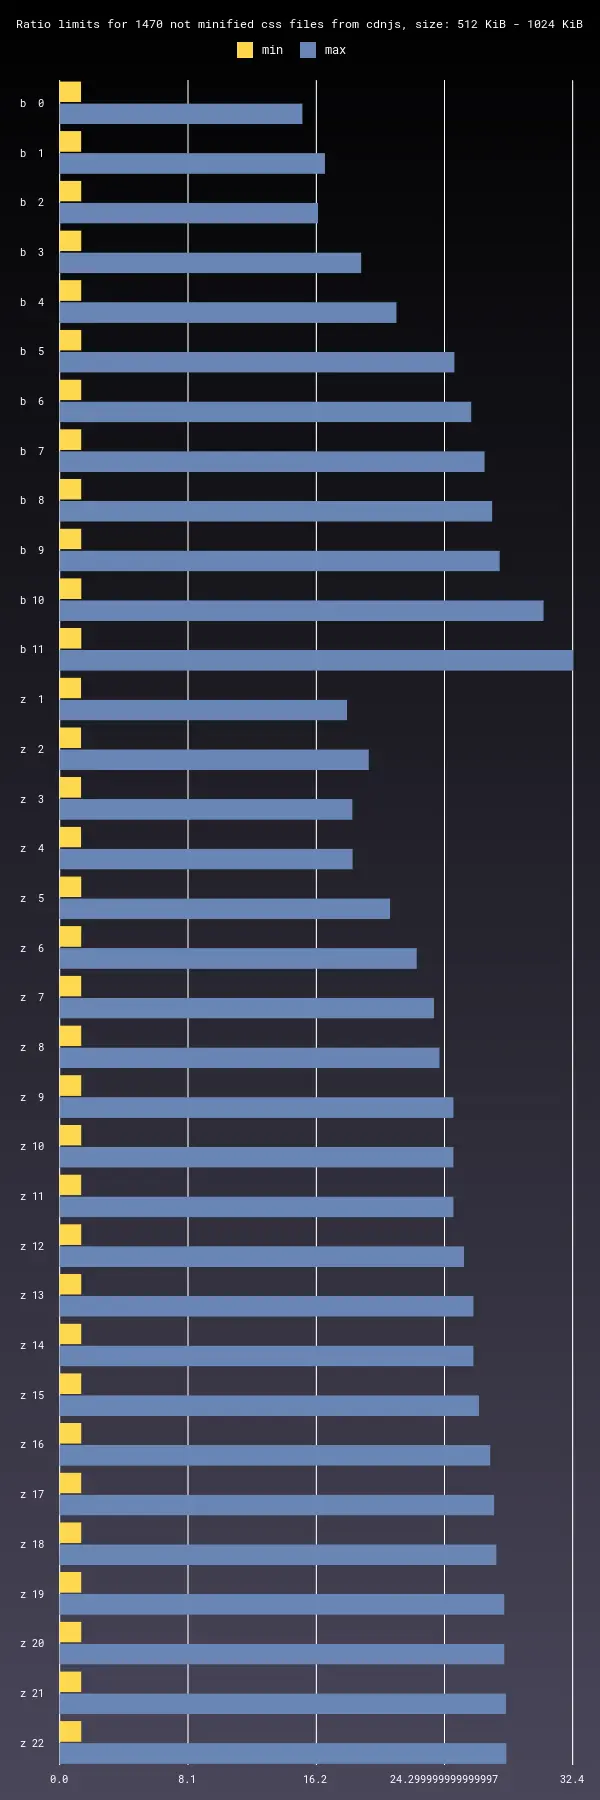 Ratio limits for 1470 not minified css files from cdnjs, size: 512 KiB - 1024 KiB
min max
b 0
b 1
b 2
b 3
b 4
b 5
b 6
b 7
b 8
b 9
b 10
b 11
z 1
z 2
z 3
z 4
z 5
z 6
z 7
z 8
z 9
z 10
z 11
z 12
z 13
z 14
z 15
z 16
z 17
z 18
z 19
z 20
z 21
z 22
0.0 8.1 16.2 24.299999999999997 32.4